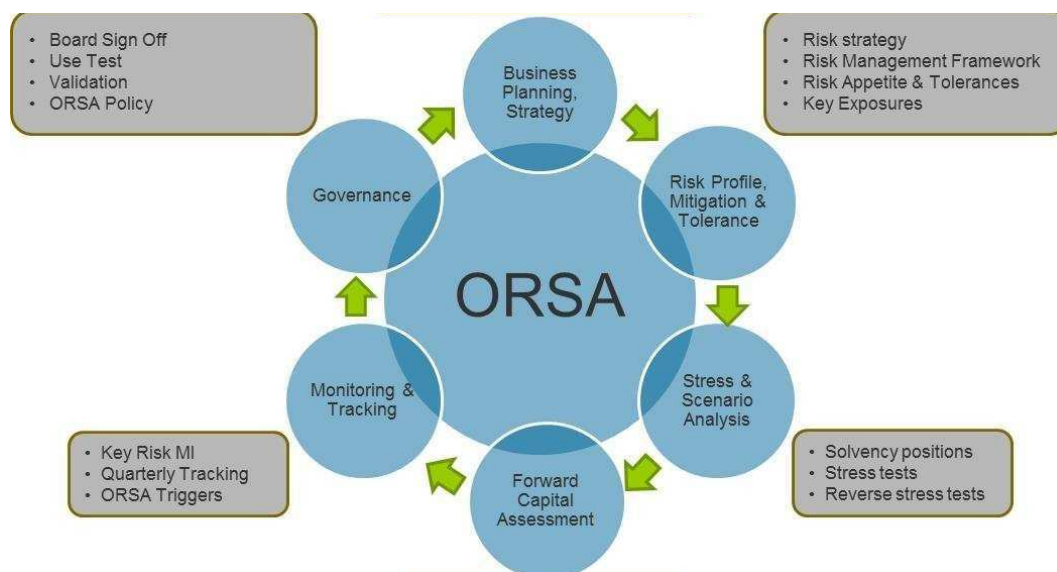 • Board Sign Off
• Use Test
• Validation
• ORSA Policy
Business
Planning,
Strategy
• Risk strategy
• Risk Management Framework
• Risk Appetite & Tolerances
• Key Exposures
Governance
Risk Profile,
Mitigation &
Tolerance
ORSA
Monitoring &
Tracking
Stress &
Scenario
Analysis
• Key Risk MI
• Quarterly Tracking
• ORSA Triggers
Forward
Capital
Assessment
• Solvency positions
• Stress tests
• Reverse stress tests